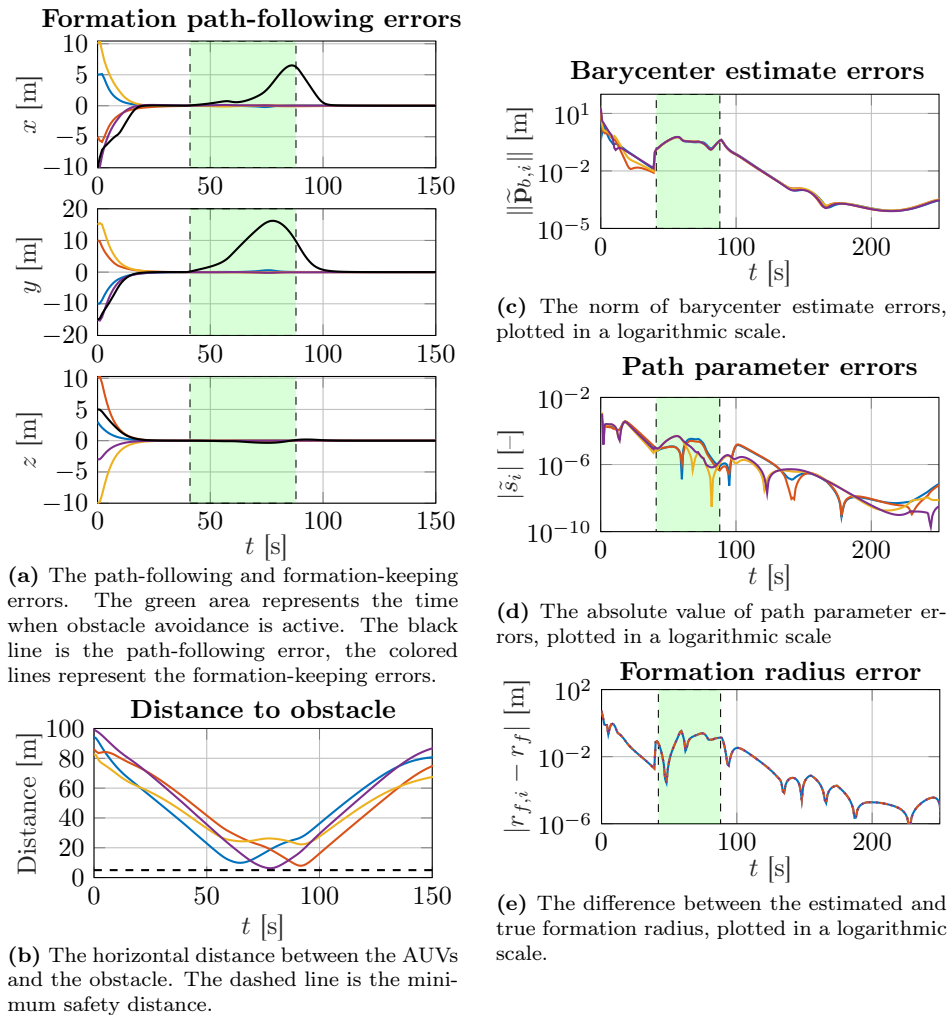 Formation path-following errors
10
5
0
−5
−10
x [m]
0
50
100
150
20
10
0
−10
−20
y [m]
0
50
100
150
10
5
0
−5
−10
z [m]
0
50
100
150
t [s]
(a) The path-following and formation-keeping
errors. The green area represents the time
when obstacle avoidance is active. The black
line is the path-following error, the colored
lines represent the formation-keeping errors.
Distance to obstacle
100
80
60
40
20
0
Distance [m]
0
50
100
150
t [s]
(b) The horizontal distance between the AUVs
and the obstacle. The dashed line is the mini-
mum safety distance.
Barycenter estimate errors
10^1
10^−2
10^−5
||p̃_{b,i}|| [m]
0
100
200
t [s]
(c) The norm of barycenter estimate errors,
plotted in a logarithmic scale.
Path parameter errors
10^−2
10^−6
10^−10
|s̃_i| [−]
0
100
200
t [s]
(d) The absolute value of path parameter er-
rors, plotted in a logarithmic scale
Formation radius error
10^2
10^−2
10^−6
|r_{f,i} − r_f| [m]
0
100
200
t [s]
(e) The difference between the estimated and
true formation radius, plotted in a logarithmic
scale.